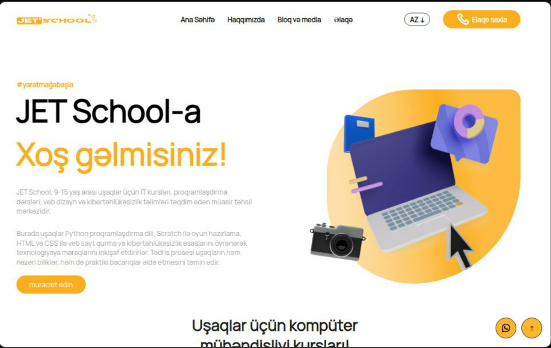 JET SCHOOL
Ana Səhifə
Haqqımızda
Bloq və media
Əlaqə
AZ ↓
Əlaqə saxla
#yaratmağabaşla
JET School-a
Xoş gəlmisiniz!
JET School, 9-15 yaş arası uşaqlar üçün IT kursları, proqramlaşdırma
dərsləri, veb dizayn və kibertəhlükəsizlik təlimləri təqdim edən müasir təhsil
mərkəzidir.
Burada uşaqlar Python proqramlaşdırma dili, Scratch ilə oyun hazırlama,
HTML və CSS ilə veb sayt qurma və kibertəhlükəsizlik əsaslarını öyrənərək
texnologiyaya maraqlarını inkişaf etdirirlər. Tədris prosesi uşaqların həm
nəzəri biliklər, həm də praktiki bacarıqlar əldə etməsini təmin edir.
müraciət edin
Uşaqlar üçün kompüter
mühəndisliyi kursları!